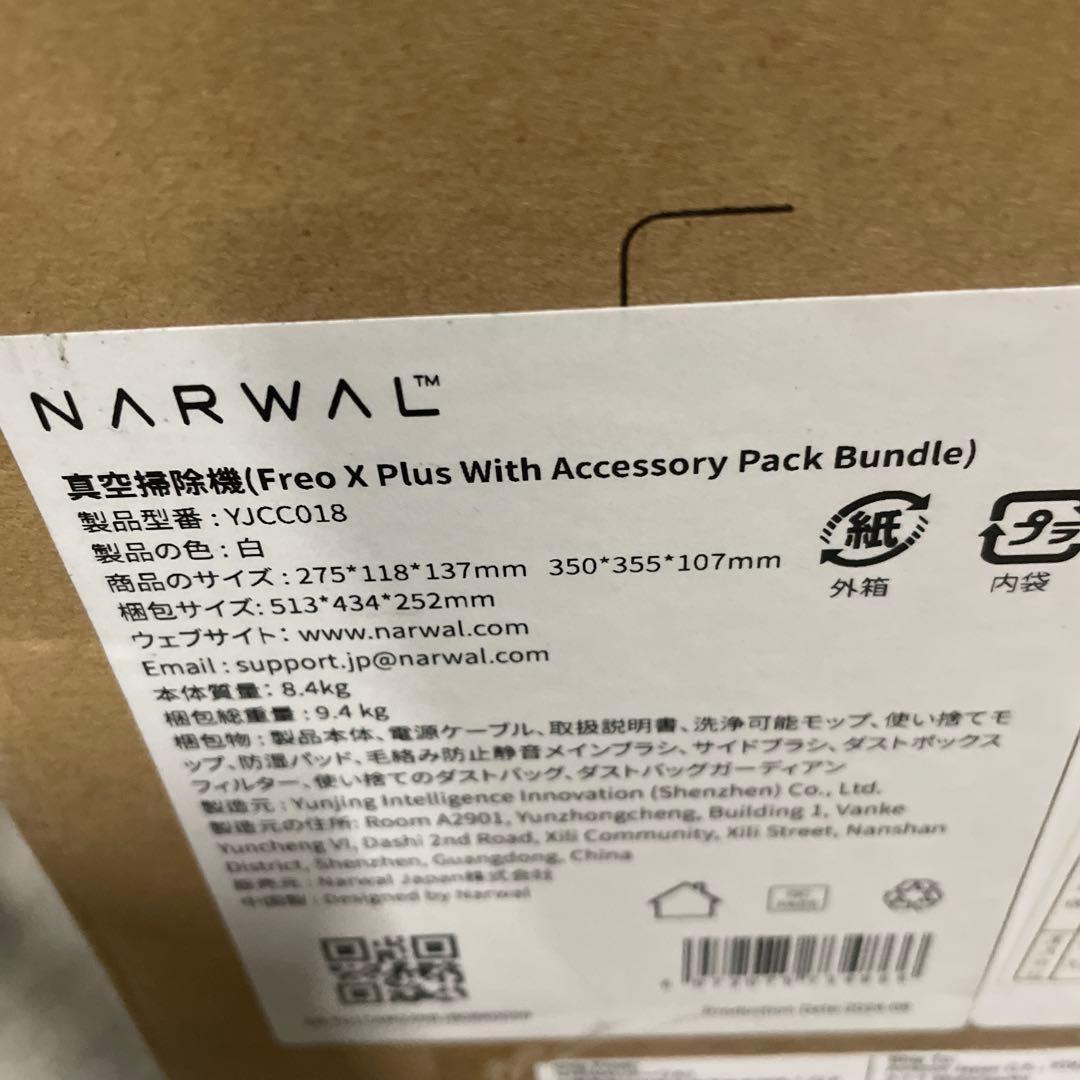 NARWAL™
真空掃除機(Freo X Plus With Accessory Pack Bundle)
製品型番:YJCC018
製品の色:白
商品のサイズ:275*118*137mm 350*355*107mm
梱包サイズ:513*434*252mm
ウェブサイト: www.narwal.com
Email:support.jp@narwal.com
本体質量:8.4kg
梱包総重量:9.4 kg
梱包物:製品本体、電源ケーブル、取扱説明書、洗浄可能モップ、使い捨てモ
ップ、防湿パッド、毛絡み防止静音メインブラシ、サイドブラシ、ダストボックス
フィルター、使い捨てのダストバッグ、ダストバッグガーディアン
製造元:Yunjing Intelligence Innovation (Shenzhen) Co., Ltd.
製造元の住所: Room A2901, Yunzhongcheng, Building 1, Vanke
Yuncheng VI, Dashi 2nd Road, Xili Community, Xili Street, Nanshan
District, Shenzhen, Guangdong, China
販売元:Narwal Japan株式会社
中国製:Designed by Narwal
紙
外箱
プラ
内袋
Production Date: 2024.08